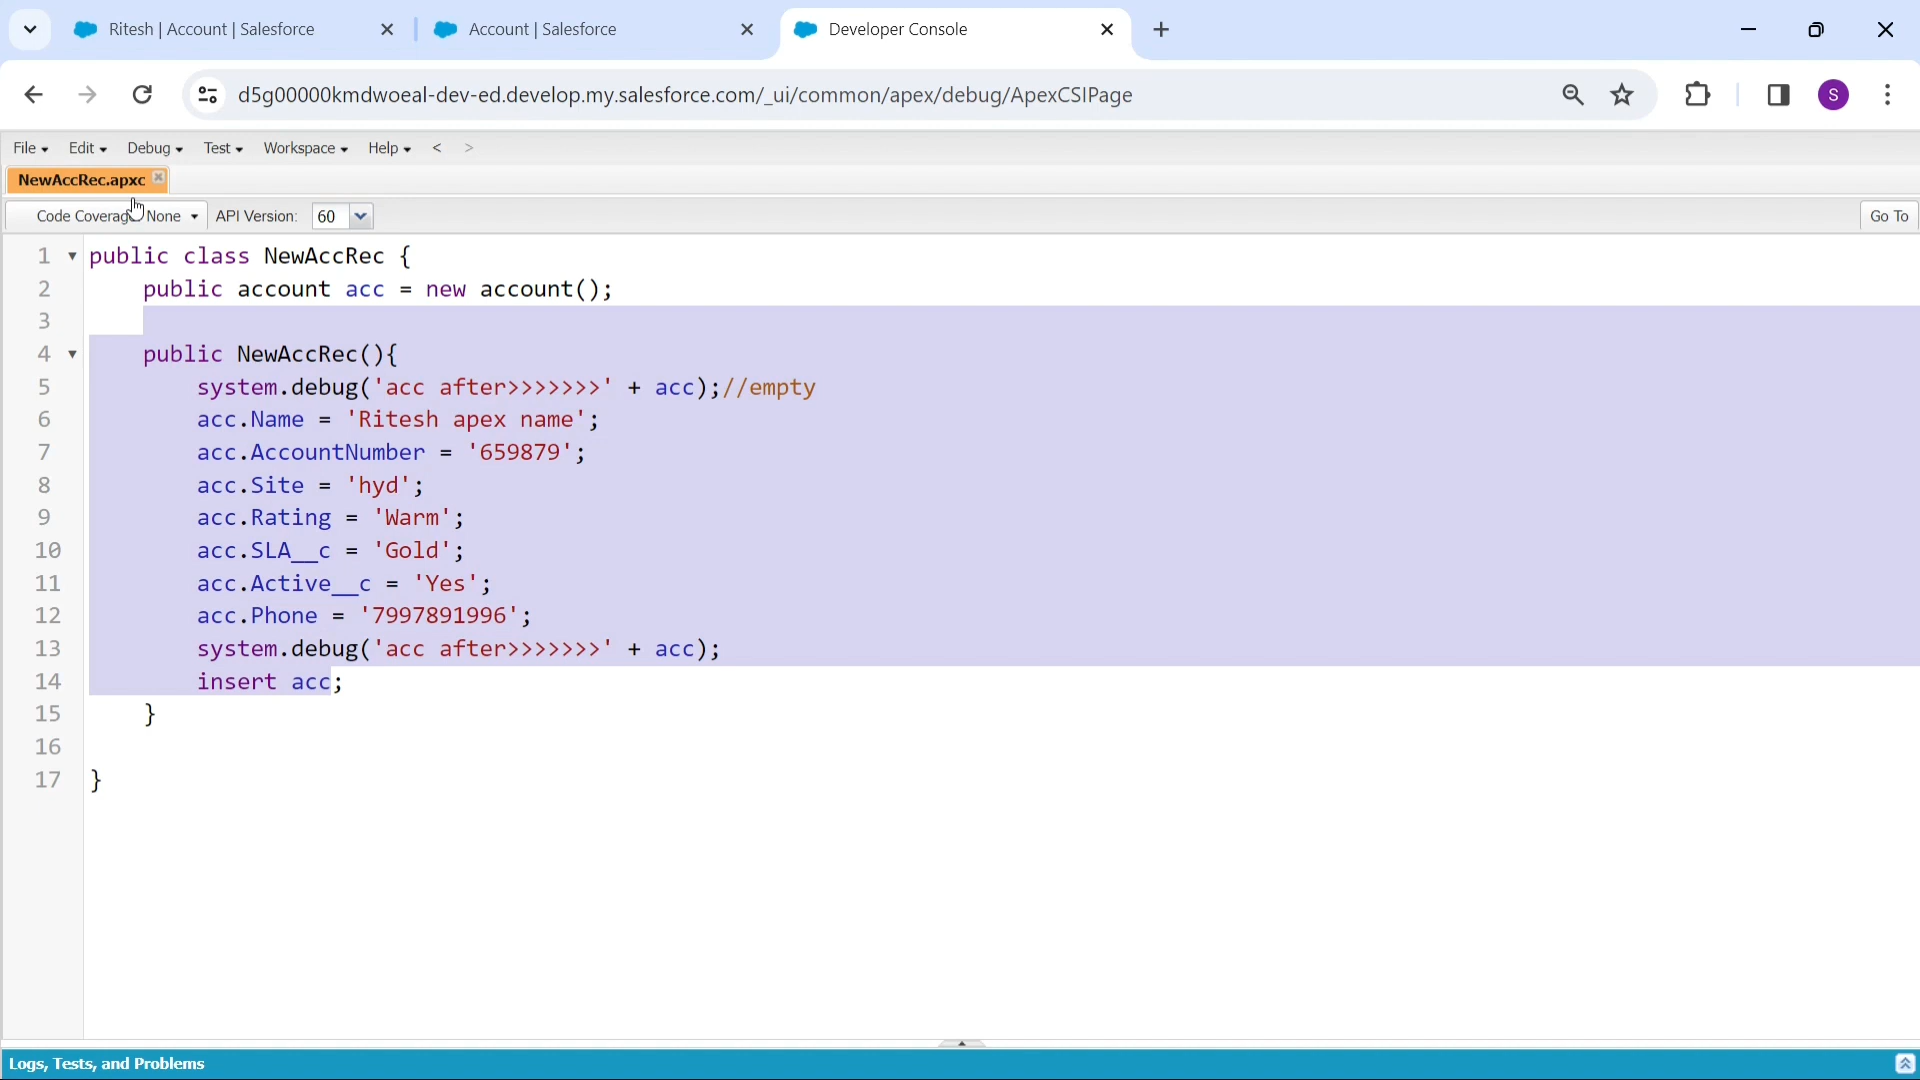 Ritesh | Account | Salesforce
Account | Salesforce
Developer Console
d5g00000kmdwoeal-dev-ed.develop.my.salesforce.com/_ui/common/apex/debug/ApexCSIPage
S
File Edit Debug Test Workspace Help < >
NewAccRec.apxc
Code Coverage: None API Version: 60 Go To
1 public class NewAccRec {
2 public account acc = new account();
3
4 public NewAccRec(){
5 system.debug('acc after>>>>>>>' + acc);//empty
6 acc.Name = 'Ritesh apex name';
7 acc.AccountNumber = '659879';
8 acc.Site = 'hyd';
9 acc.Rating = 'Warm';
10 acc.SLA__c = 'Gold';
11 acc.Active__c = 'Yes';
12 acc.Phone = '7997891996';
13 system.debug('acc after>>>>>>>' + acc);
14 insert acc;
15 }
16
17 }
Logs, Tests, and Problems